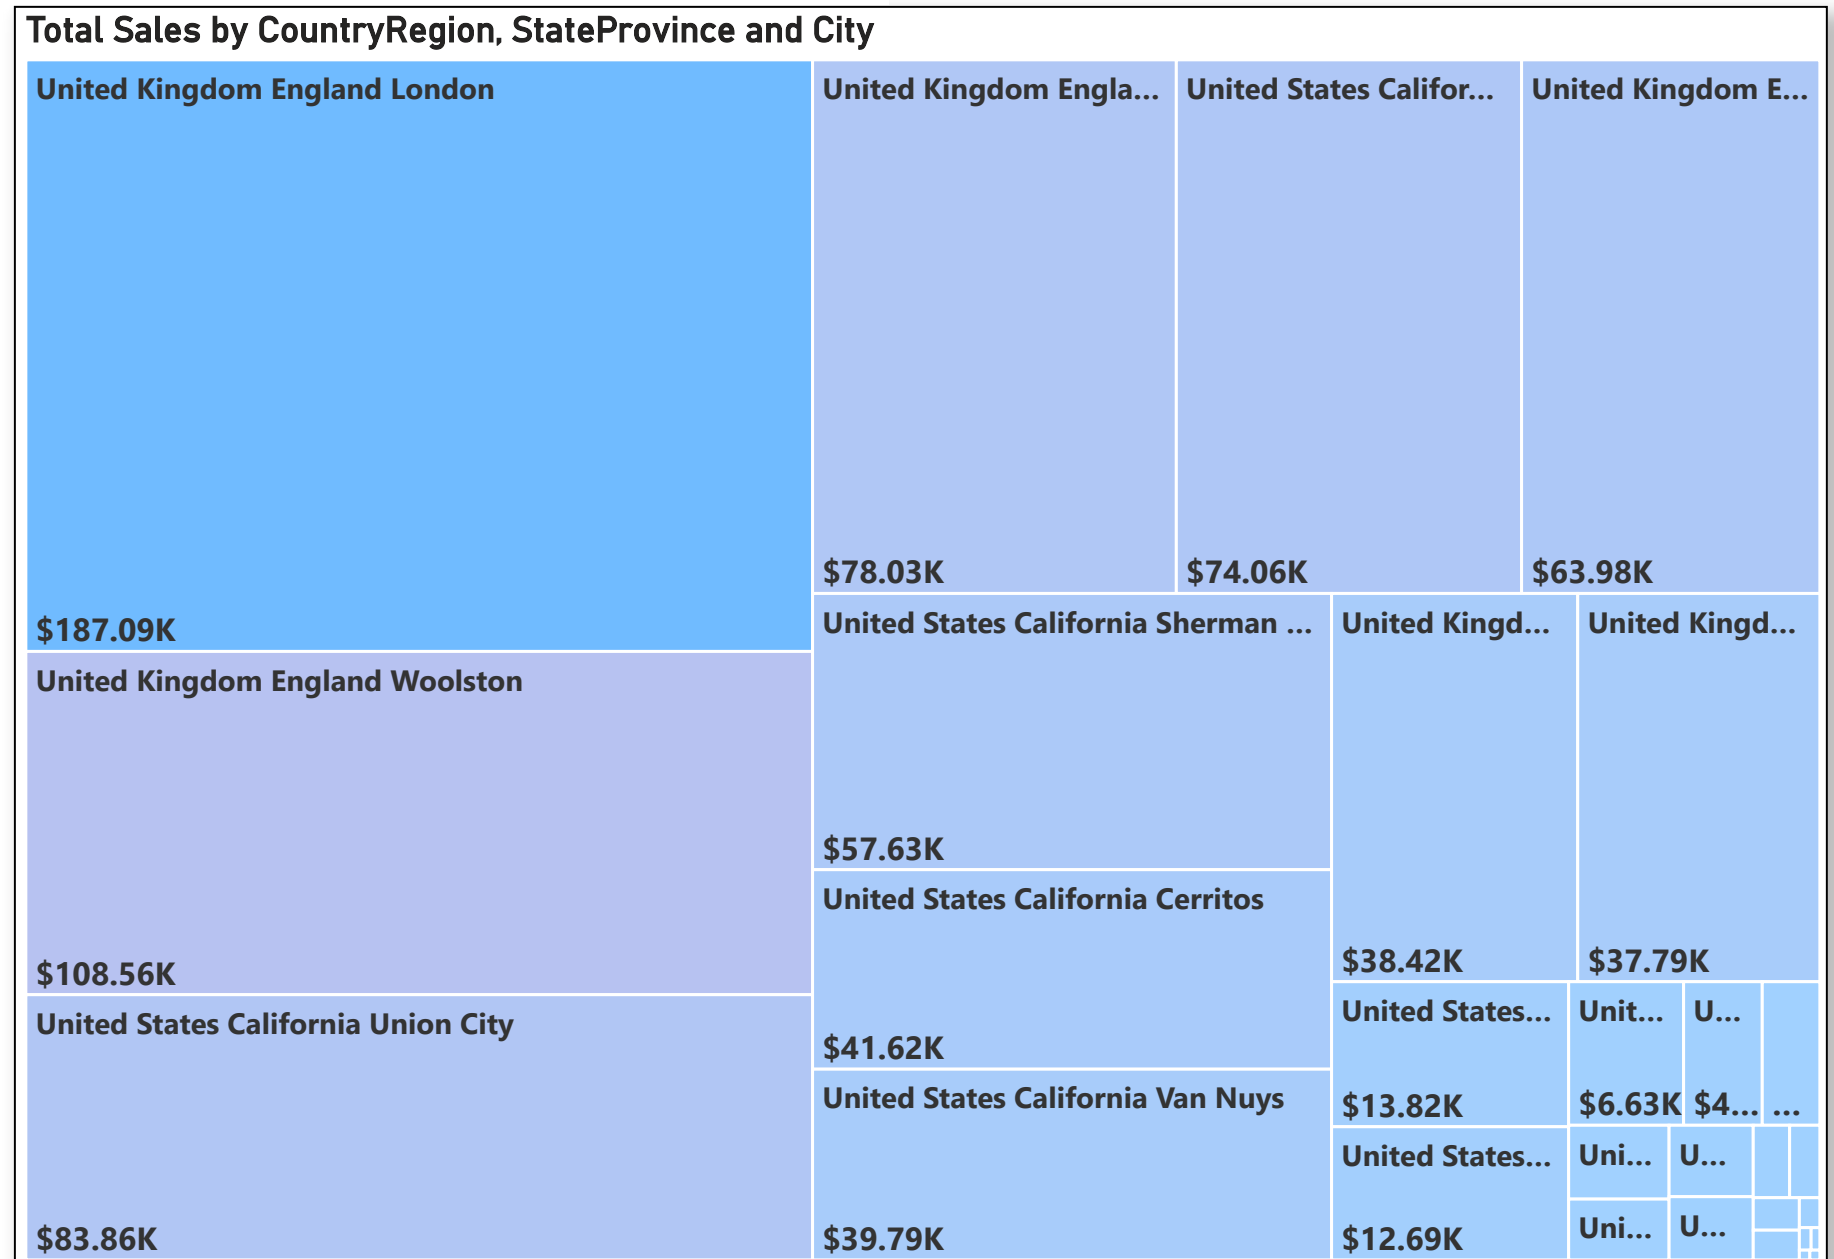 Total Sales by CountryRegion, StateProvince and City
United Kingdom England London
$187.09K
United Kingdom England Woolston
$108.56K
United States California Union City
$83.86K
United Kingdom Engla...
$78.03K
United States Califor...
$74.06K
United Kingdom E...
$63.98K
United States California Sherman ...
$57.63K
United States California Cerritos
$41.62K
United States California Van Nuys
$39.79K
United Kingd...
$38.42K
United Kingd...
$37.79K
United States...
$13.82K
United States...
$12.69K
Unit...
$6.63K
U...
$4...
...
Uni...
Uni...
U...
U...